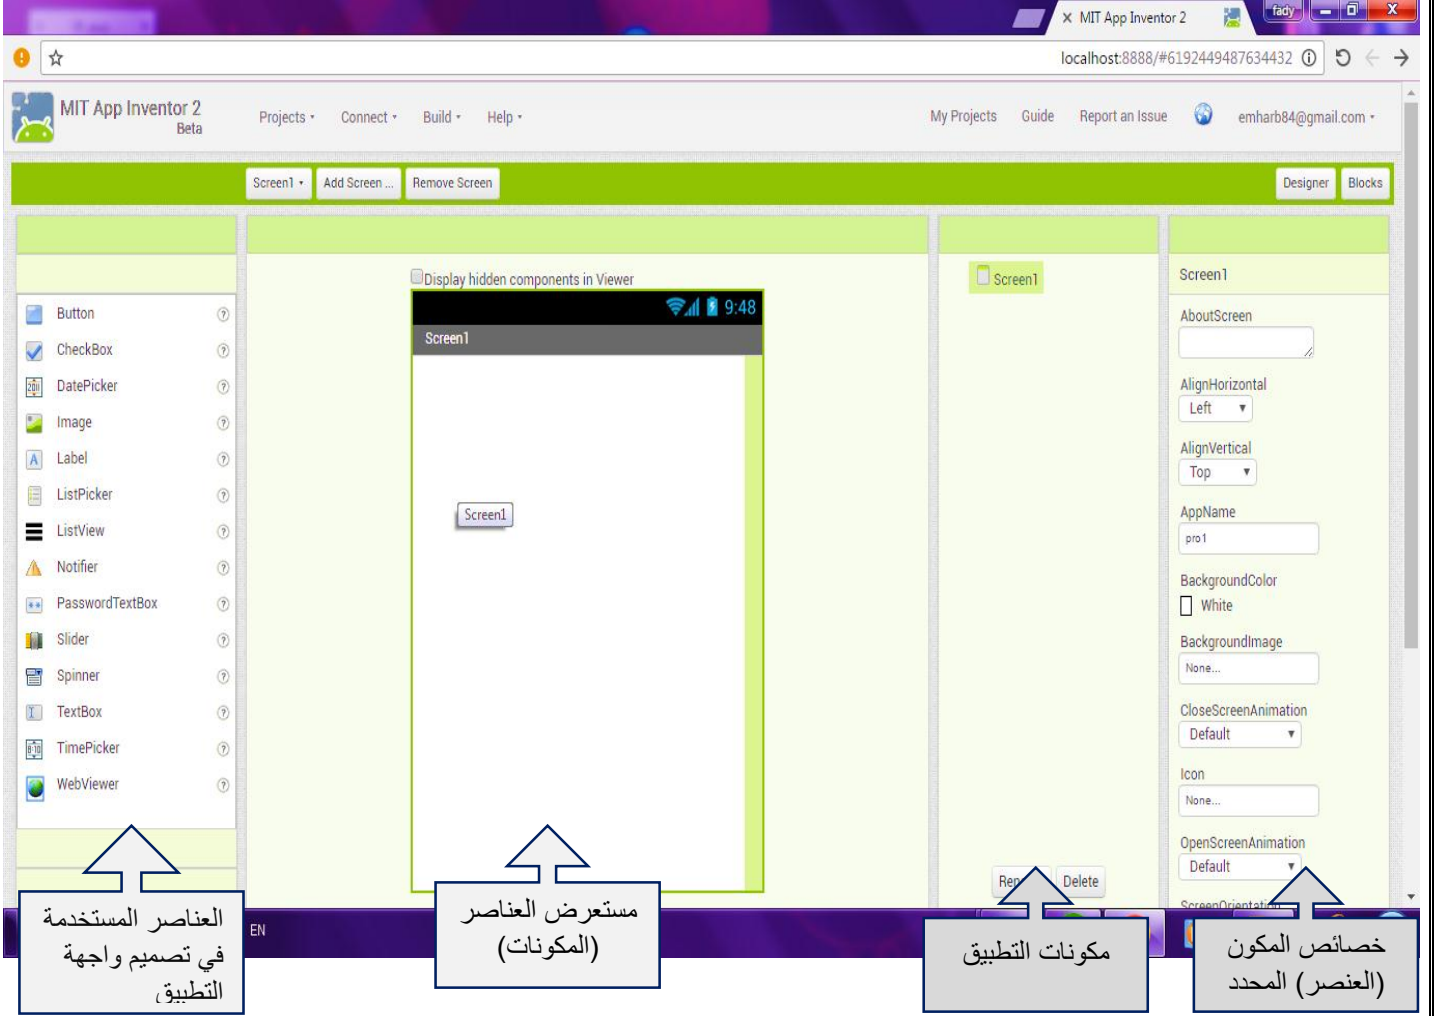 MIT App Inventor 2
fady
localhost:8888/#6192449487634432
MIT App Inventor 2
Beta
Projects
Connect
Build
Help
My Projects
Guide
Report an Issue
emharb84@gmail.com
Screen1
Add Screen ...
Remove Screen
Designer
Blocks
Button
CheckBox
DatePicker
Image
Label
ListPicker
ListView
Notifier
PasswordTextBox
Slider
Spinner
TextBox
TimePicker
WebViewer
Display hidden components in Viewer
9:48
Screen1
Screen1
Screen1
Delete
Screen1
AboutScreen
AlignHorizontal
Left
AlignVertical
Top
AppName
pro1
BackgroundColor
White
BackgroundImage
None...
CloseScreenAnimation
Default
Icon
None...
OpenScreenAnimation
Default
ScreenOrientation
EN
العناصر المستخدمة
في تصميم واجهة
التطبيق
مستعرض العناصر
(المكونات)
مكونات التطبيق
خصائص المكون
(العنصر) المحدد